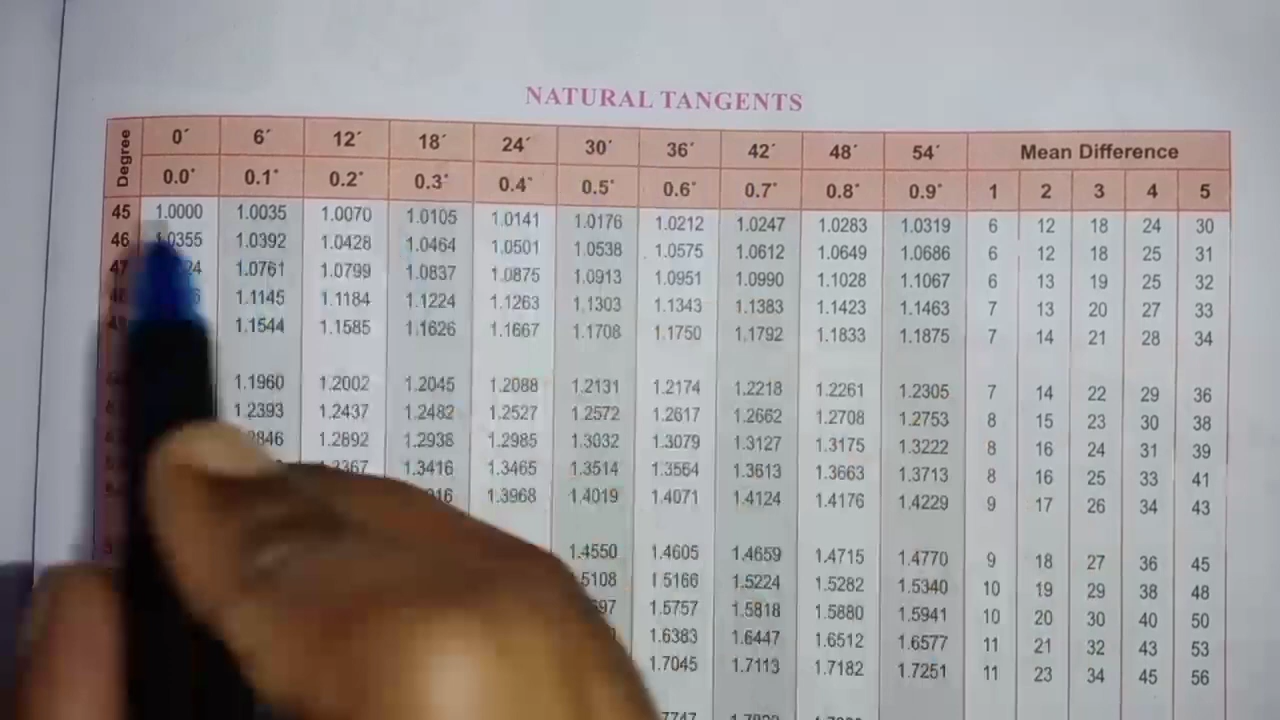 NATURAL TANGENTS
Degree 0´ 6´ 12´ 18´ 24´ 30´ 36´ 42´ 48´ 54´ Mean Difference
0.0° 0.1° 0.2° 0.3° 0.4° 0.5° 0.6° 0.7° 0.8° 0.9° 1 2 3 4 5
45 1.0000 1.0035 1.0070 1.0105 1.0141 1.0176 1.0212 1.0247 1.0283 1.0319 6 12 18 24 30
46 1.0355 1.0392 1.0428 1.0464 1.0501 1.0538 1.0575 1.0612 1.0649 1.0686 6 12 18 25 31
47 1.0761 1.0799 1.0837 1.0875 1.0913 1.0951 1.0990 1.1028 1.1067 6 13 19 25 32
1.1145 1.1184 1.1224 1.1263 1.1303 1.1343 1.1383 1.1423 1.1463 7 13 20 27 33
1.1544 1.1585 1.1626 1.1667 1.1708 1.1750 1.1792 1.1833 1.1875 7 14 21 28 34
1.1960 1.2002 1.2045 1.2088 1.2131 1.2174 1.2218 1.2261 1.2305 7 14 22 29 36
1.2393 1.2437 1.2482 1.2527 1.2572 1.2617 1.2662 1.2708 1.2753 8 15 23 30 38
1.2892 1.2938 1.2985 1.3032 1.3079 1.3127 1.3175 1.3222 8 16 24 31 39
1.3416 1.3465 1.3514 1.3564 1.3613 1.3663 1.3713 8 16 25 33 41
1.3968 1.4019 1.4071 1.4124 1.4176 1.4229 9 17 26 34 43
1.4550 1.4605 1.4659 1.4715 1.4770 9 18 27 36 45
1.5166 1.5224 1.5282 1.5340 10 19 29 38 48
1.5757 1.5818 1.5880 1.5941 10 20 30 40 50
1.6383 1.6447 1.6512 1.6577 11 21 32 43 53
1.7045 1.7113 1.7182 1.7251 11 23 34 45 56